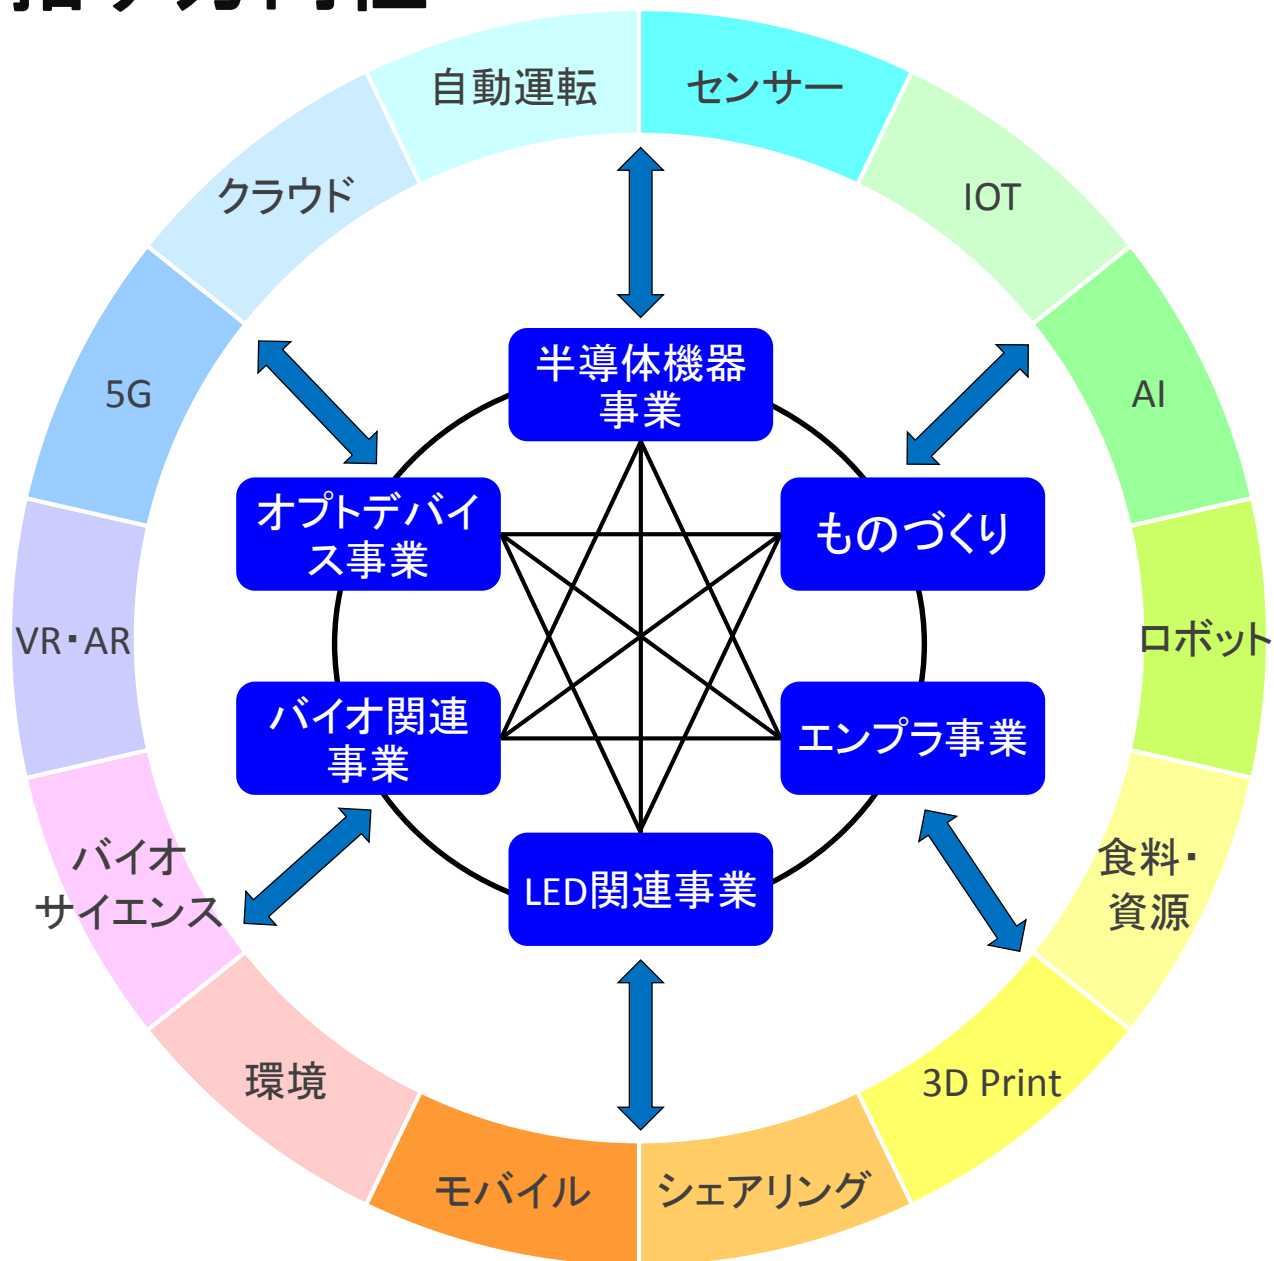 自動運転
センサー
クラウド
IOT
5G
AI
半導体機器
事業
オプトデバイ
ス事業
ものづくり
VR・AR
ロボット
バイオ関連
事業
エンプラ事業
バイオ
サイエンス
LED関連事業
食料・
資源
環境
3D Print
モバイル
シェアリング